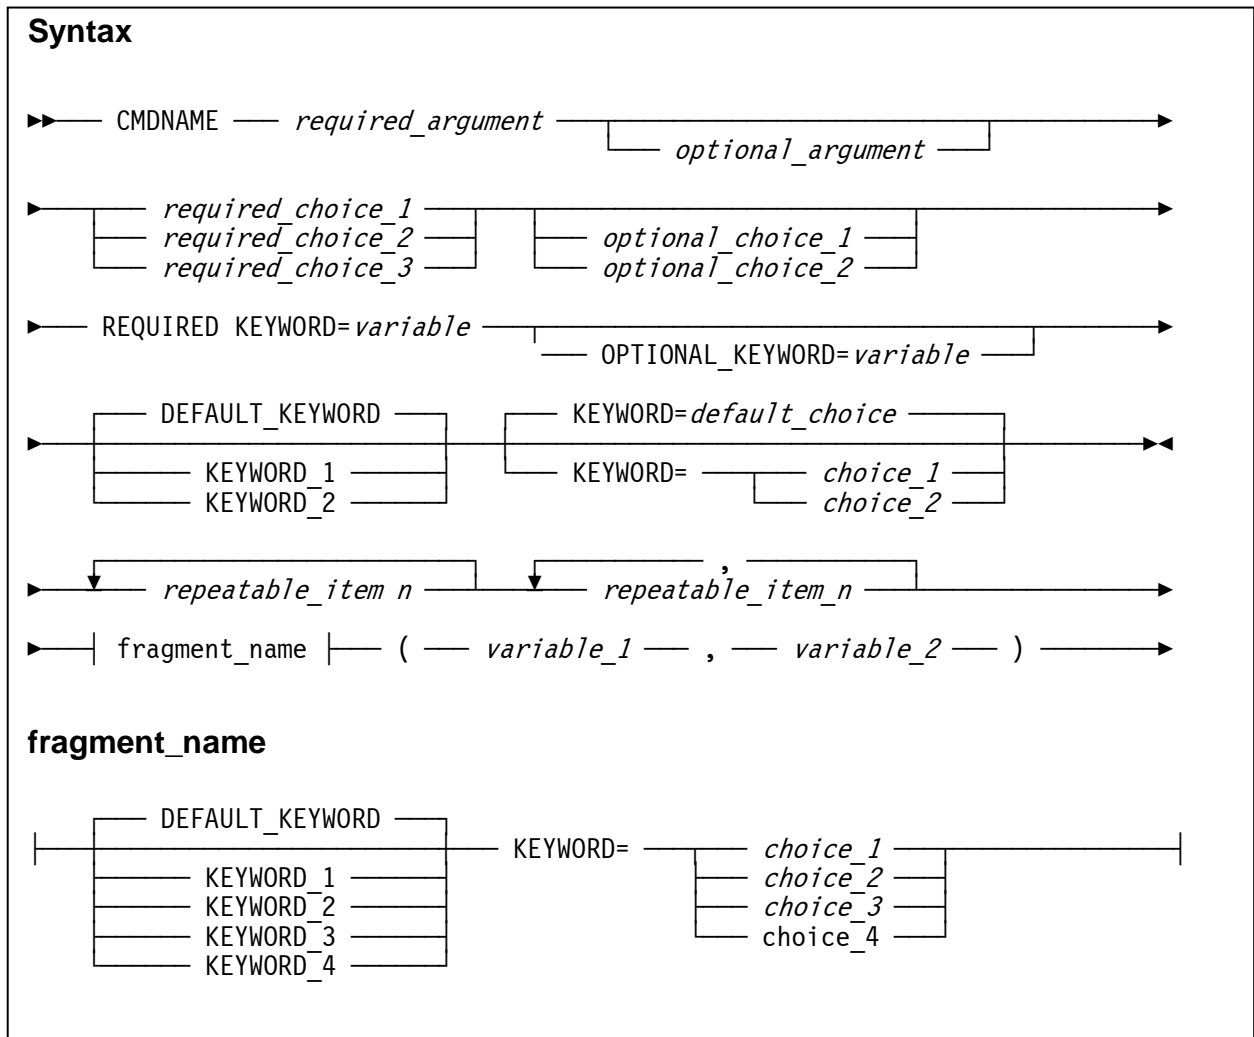 Syntax
CMDNAME required_argument
optional_argument
required_choice_1
required_choice_2 optional_choice_1
required_choice_3 optional_choice_2
REQUIRED KEYWORD=variable
OPTIONAL_KEYWORD=variable
DEFAULT_KEYWORD KEYWORD=default_choice
KEYWORD_1 KEYWORD= choice_1
KEYWORD_2 choice_2
,
repeatable_item n repeatable_item_n
fragment_name ( variable_1 , variable_2 )
fragment_name
DEFAULT_KEYWORD
KEYWORD= choice_1
KEYWORD_1 choice_2
KEYWORD_2 choice_3
KEYWORD_3 choice_4
KEYWORD_4